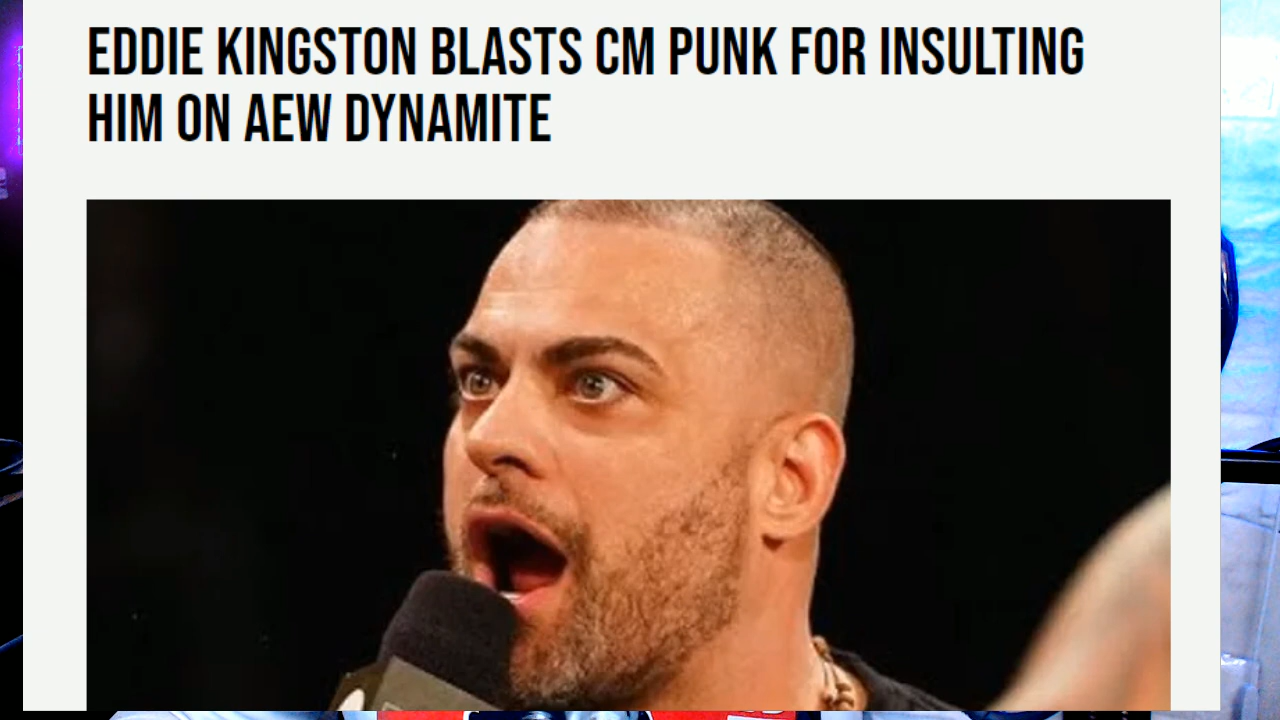 EDDIE KINGSTON BLASTS CM PUNK FOR INSULTING
HIM ON AEW DYNAMITE